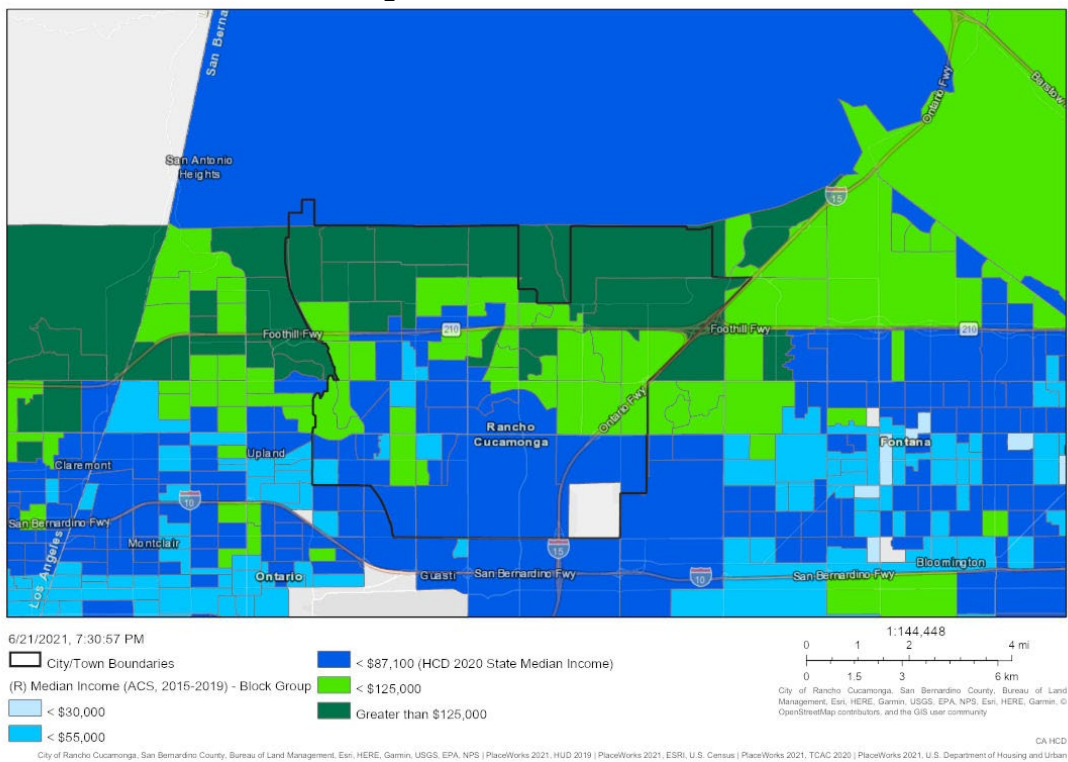 San Berna
San Antonio
Heights
Ontario Fwy
Barstow
15
Foothill Fwy
210
Foothill Fwy
210
Ontario Fwy
Rancho
Cucamonga
Fontana
Upland
Claremont
10
San Bernardino Fwy
Los Angeles
Montclair
Ontario
Guasti
15
San Bernardino Fwy
10
San Bernardino Fwy
Bloomington
6/21/2021, 7:30:57 PM
City/Town Boundaries
(R) Median Income (ACS, 2015-2019) - Block Group
< $30,000
< $55,000
< $87,100 (HCD 2020 State Median Income)
< $125,000
Greater than $125,000
1:144,448
0 1 2 4 mi
0 1.5 3 6 km
City of Rancho Cucamonga, San Bernardino County, Bureau of Land
Management, Esri, HERE, Garmin, USGS, EPA, NPS, Esri, HERE, Garmin, ©
OpenStreetMap contributors, and the GIS user community
CA HCD
City of Rancho Cucamonga, San Bernardino County, Bureau of Land Management, Esri, HERE, Garmin, USGS, EPA, NPS | PlaceWorks 2021, HUD 2019 | PlaceWorks 2021, ESRI, U.S. Census | PlaceWorks 2021, TCAC 2020 | PlaceWorks 2021, U.S. Department of Housing and Urban